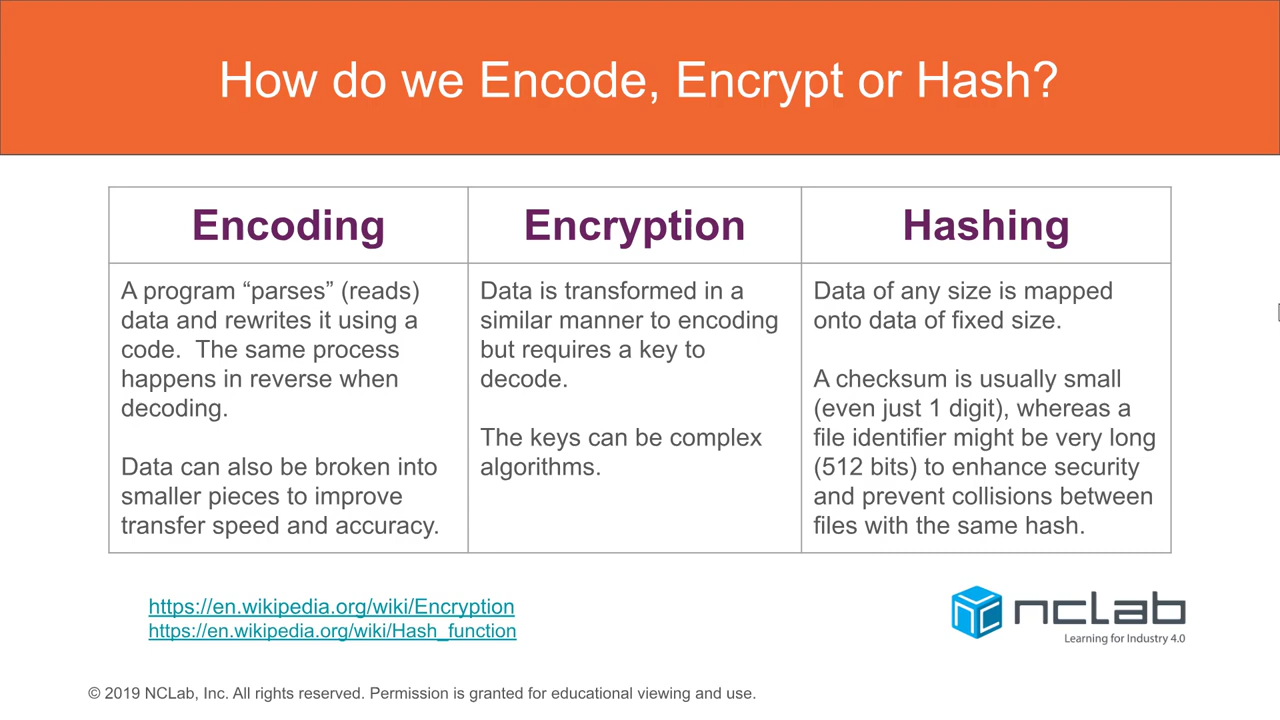 How do we Encode, Encrypt or Hash?
Encoding
A program “parses” (reads)
data and rewrites it using a
code.  The same process
happens in reverse when
decoding.
Data can also be broken into
smaller pieces to improve
transfer speed and accuracy.
Encryption
Data is transformed in a
similar manner to encoding
but requires a key to
decode.
The keys can be complex
algorithms.
Hashing
Data of any size is mapped
onto data of fixed size.
A checksum is usually small
(even just 1 digit), whereas a
file identifier might be very long
(512 bits) to enhance security
and prevent collisions between
files with the same hash.
https://en.wikipedia.org/wiki/Encryption
https://en.wikipedia.org/wiki/Hash_function
nclab
Learning for Industry 4.0
© 2019 NCLab, Inc. All rights reserved. Permission is granted for educational viewing and use.